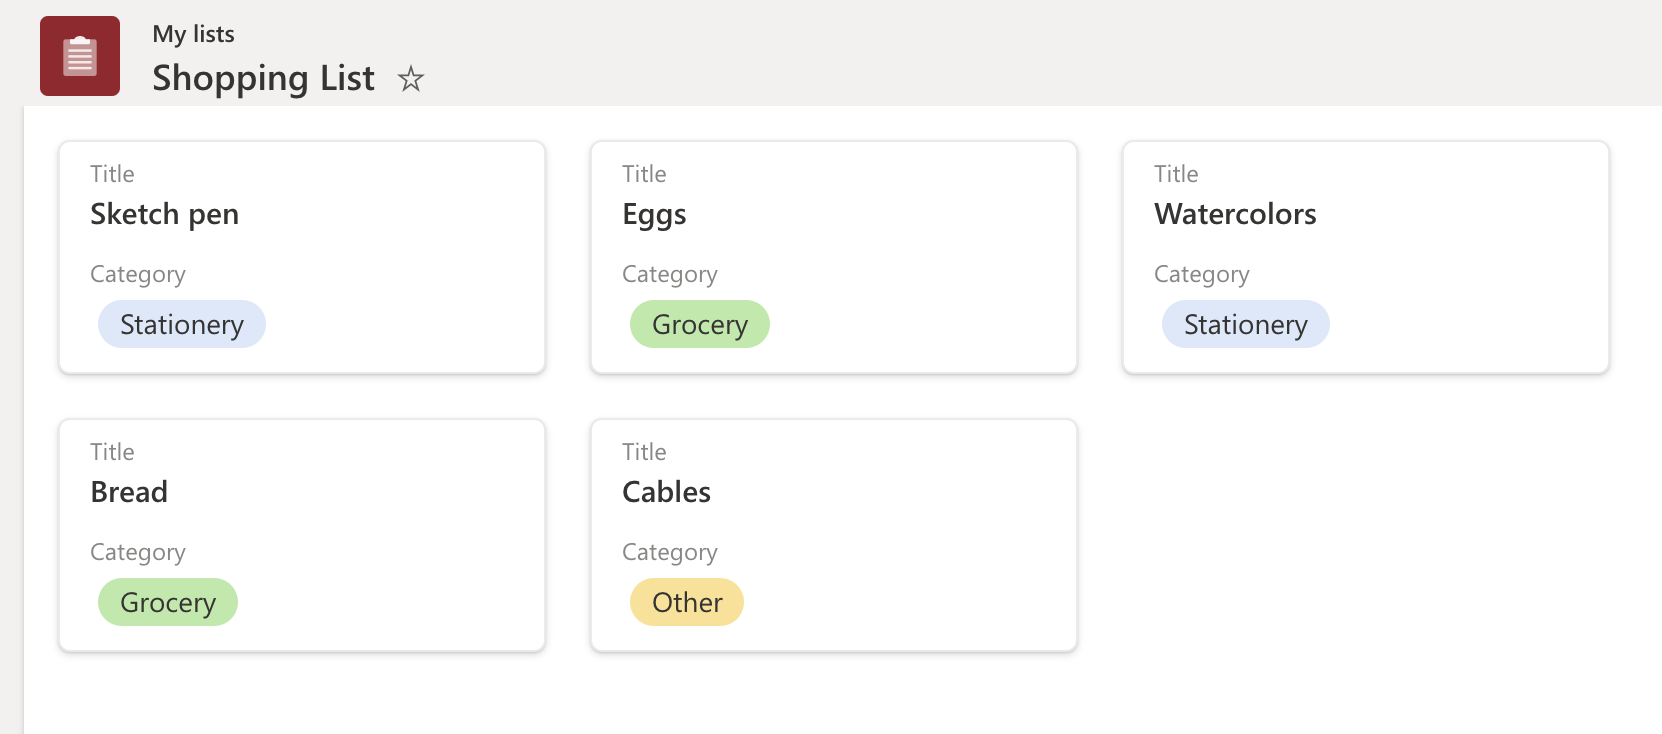 My lists
Shopping List
Title
Sketch pen
Category
Stationery
Title
Eggs
Category
Grocery
Title
Watercolors
Category
Stationery
Title
Bread
Category
Grocery
Title
Cables
Category
Other